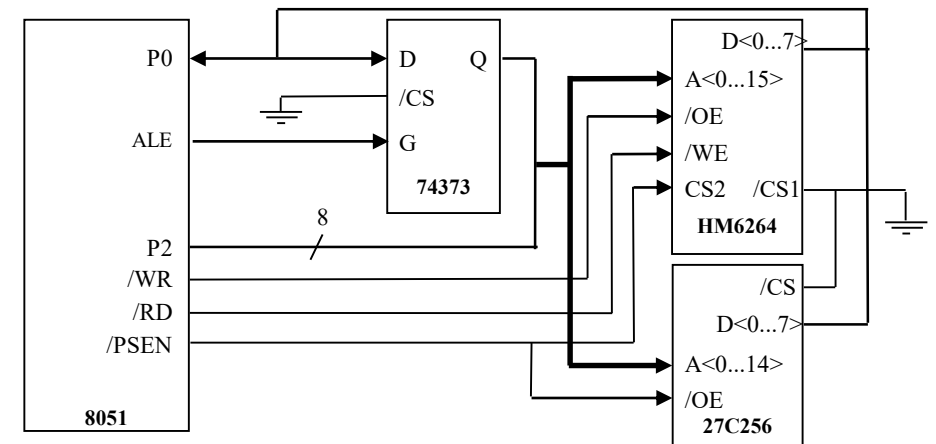 P0
ALE
P2
/WR
/RD
/PSEN
8051
8
D Q
/CS
G
74373
D<0...7>
A<0...15>
/OE
/WE
CS2 /CS1
HM6264
/CS
D<0...7>
A<0...14>
/OE
27C256